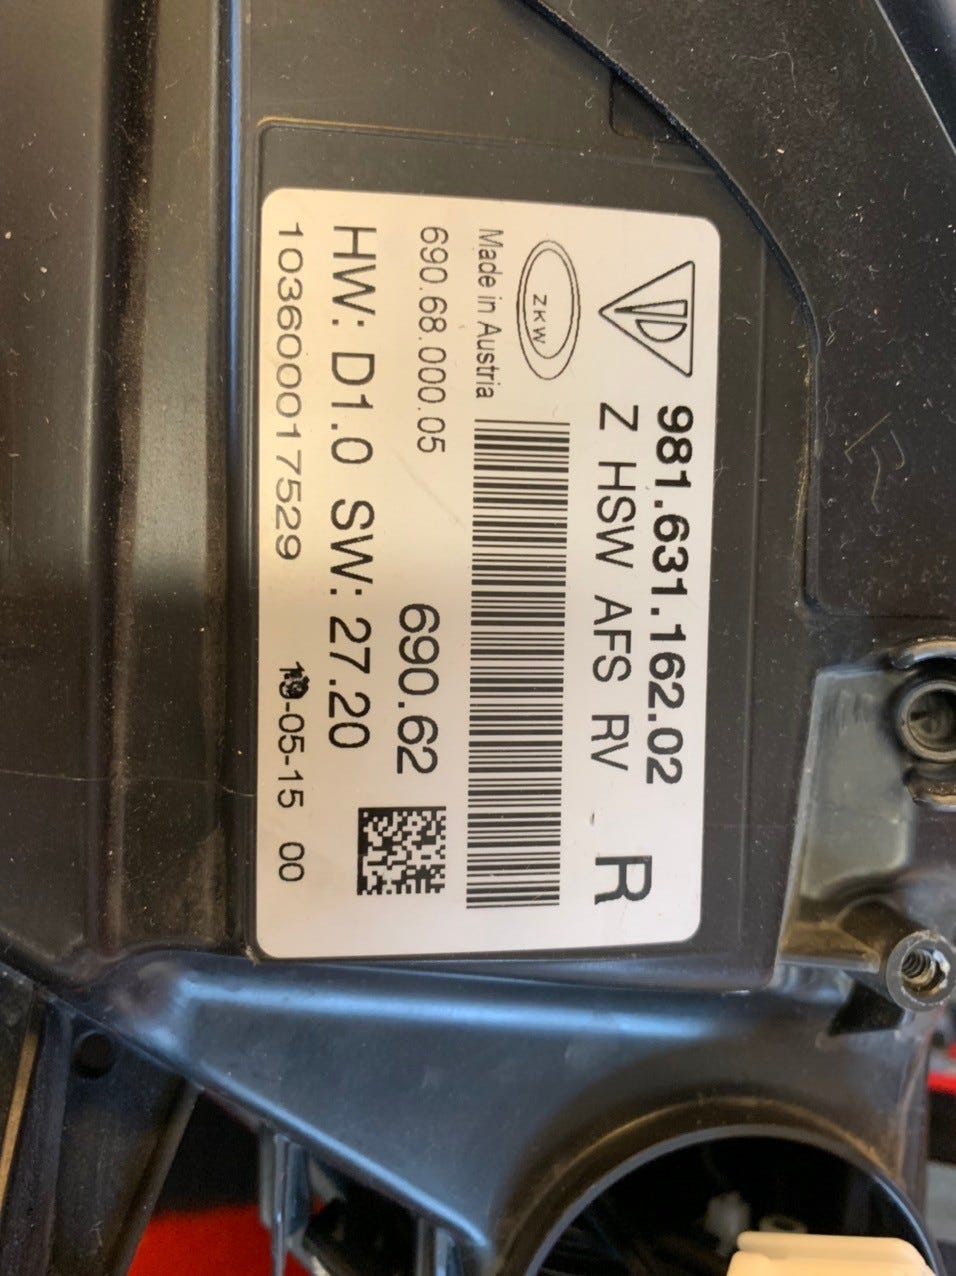 981.631.162.02
Z HSW AFS RV
R
ZKW
Made in Austria
690.68.000.05
690.62
HW: D1.0 SW: 27.20
103600017529
-05-15 00